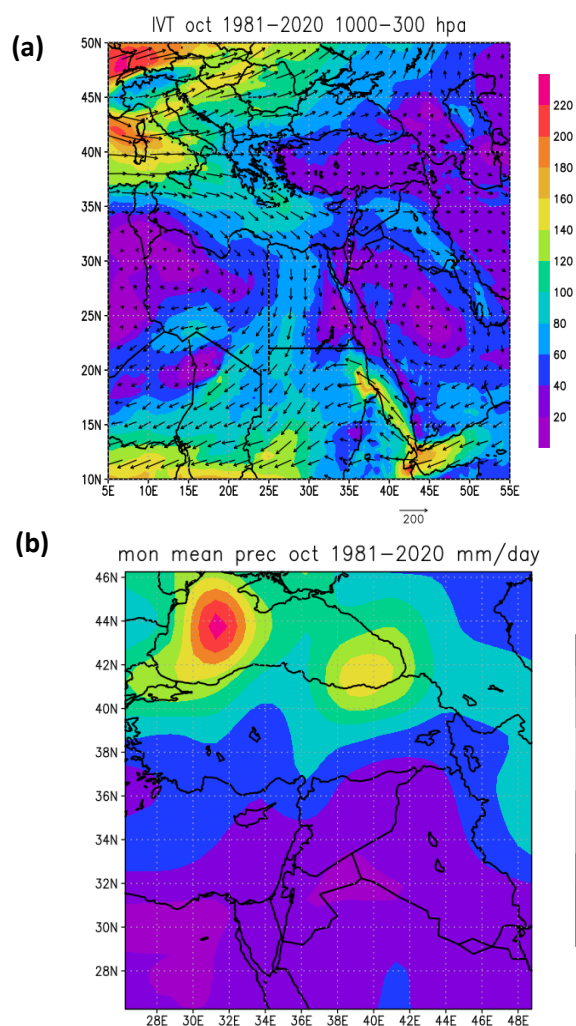 IVT oct 1981-2020 1000-300 hpa
(a)
50N
45N
40N
35N
30N
25N
20N
15N
10N
5E 10E 15E 20E 25E 30E 35E 40E 45E 50E 55E
220
200
180
160
140
120
100
80
60
40
20
200
(b)
mon mean prec oct 1981-2020 mm/day
46N
44N
42N
40N
38N
36N
34N
32N
30N
28N
28E 30E 32E 34E 36E 38E 40E 42E 44E 46E 48E